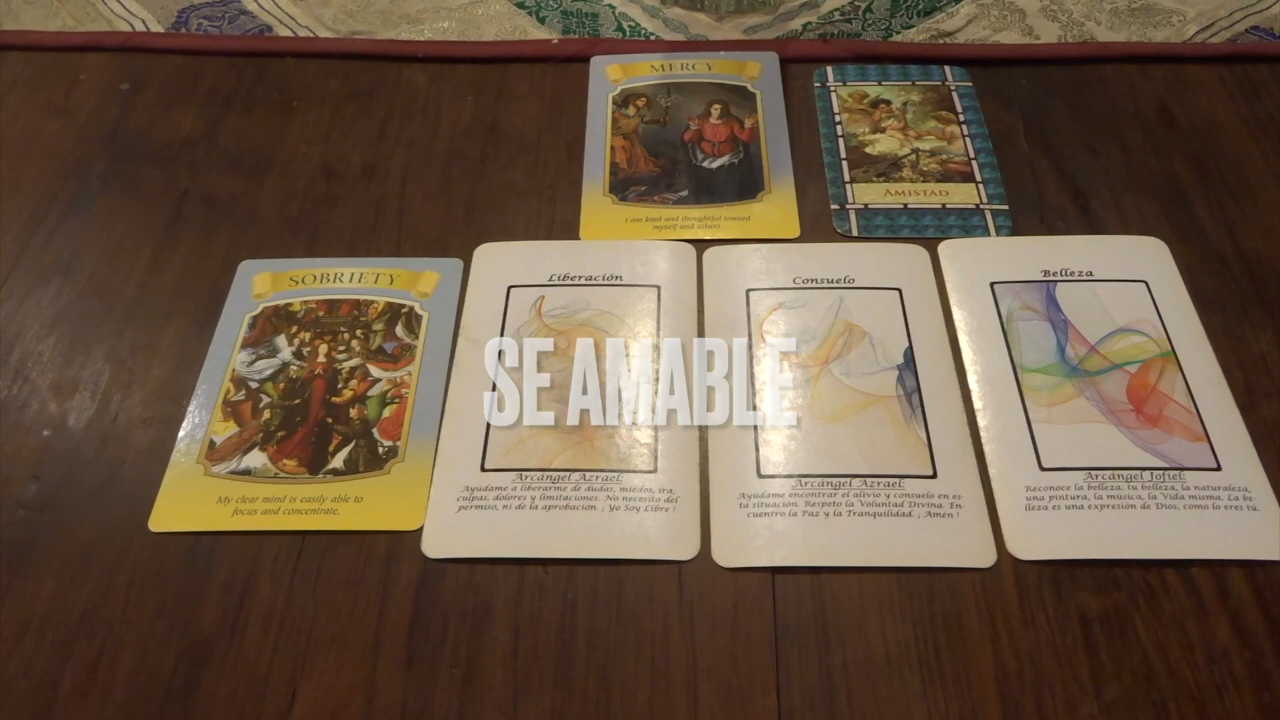 MERCY
I am kind and thoughtful toward
myself and others.
AMISTAD
SOBRIETY
My clear mind is easily able to
focus and concentrate.
Liberación
Arcángel Azrael:
Ayúdame a liberarme de dudas, miedos, ira,
culpas, dolores y limitaciones. No necesito del
permiso, ni de la aprobación. ¡ Yo Soy Libre !
Consuelo
Arcángel Azrael:
Ayúdame encontrar el alivio y consuelo en es-
ta situación. Respeto la Voluntad Divina. En-
cuentro la Paz y la Tranquilidad. ¡ Amén !
Belleza
Arcángel Jofiel:
Reconoce la belleza, tu belleza, la naturaleza,
una pintura, la musica, la Vida misma. La be-
lleza es una expresión de Dios, como lo eres tú.
SE AMABLE